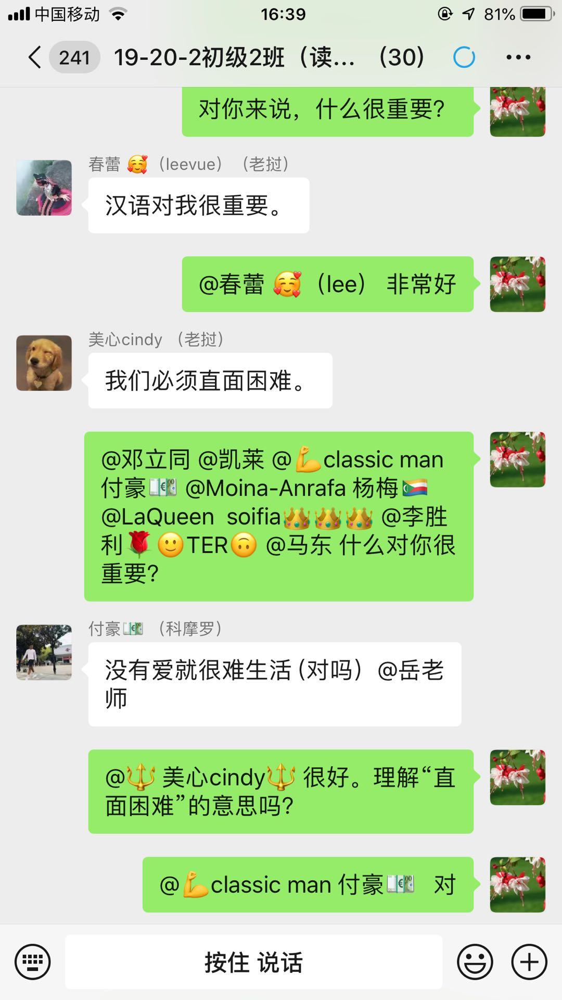 中国移动 16:39 81%
241 19-20-2初级2班（读... （30）
对你来说，什么很重要?
春蕾 🥰（leevue）（老挝）
汉语对我很重要。
@春蕾 🥰（lee） 非常好
美心cindy （老挝）
我们必须直面困难。
@邓立同 @凯莱 @💪classic man
付豪💶 @Moina-Anrafa 杨梅🇰🇲
@LaQueen soifia👑👑👑 @李胜
利🌹🙂TER🙃 @马东 什么对你很
重要?
付豪💶 （科摩罗）
没有爱就很难生活(对吗）@岳老
师
@🔱美心cindy🔱 很好。理解“直
面困难”的意思吗?
@💪classic man 付豪💶 对
按住 说话